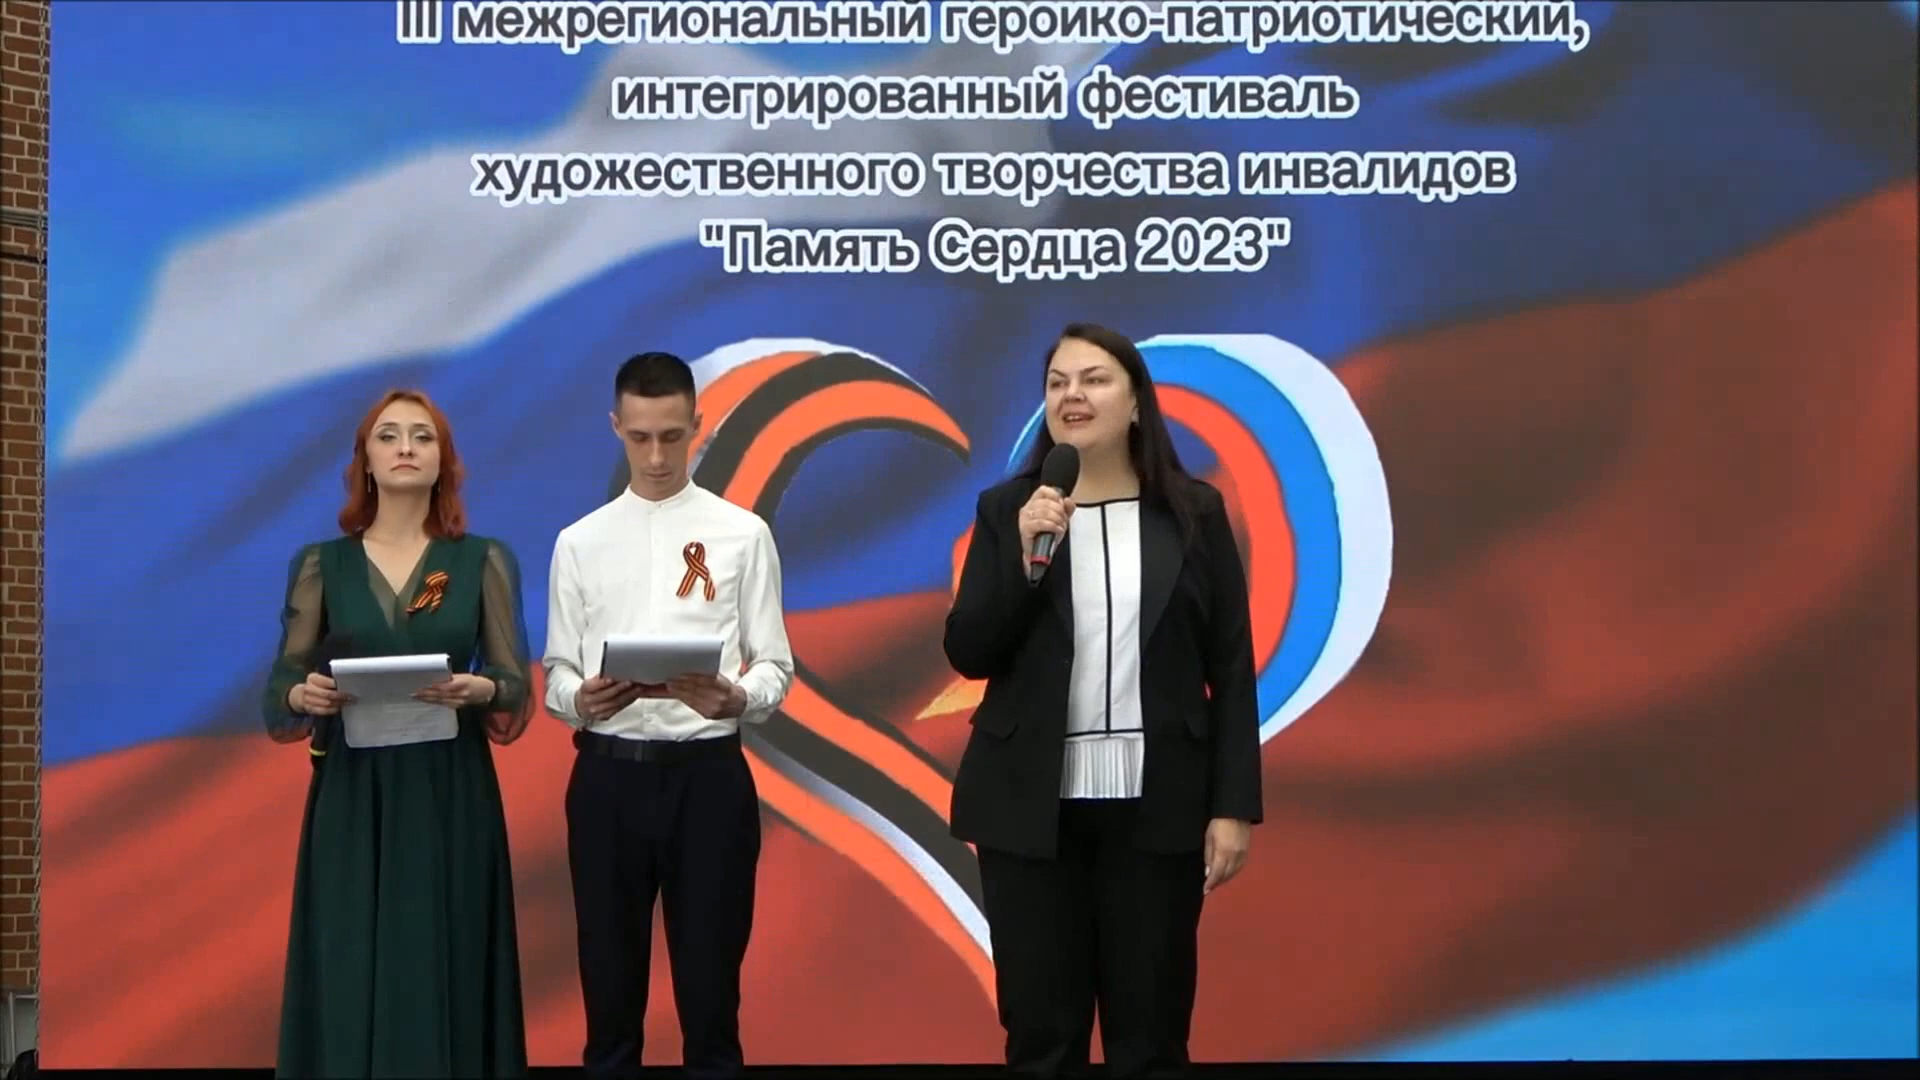 III межрегиональный героико-патриотический,
интегрированный фестиваль
художественного творчества инвалидов
"Память Сердца 2023"